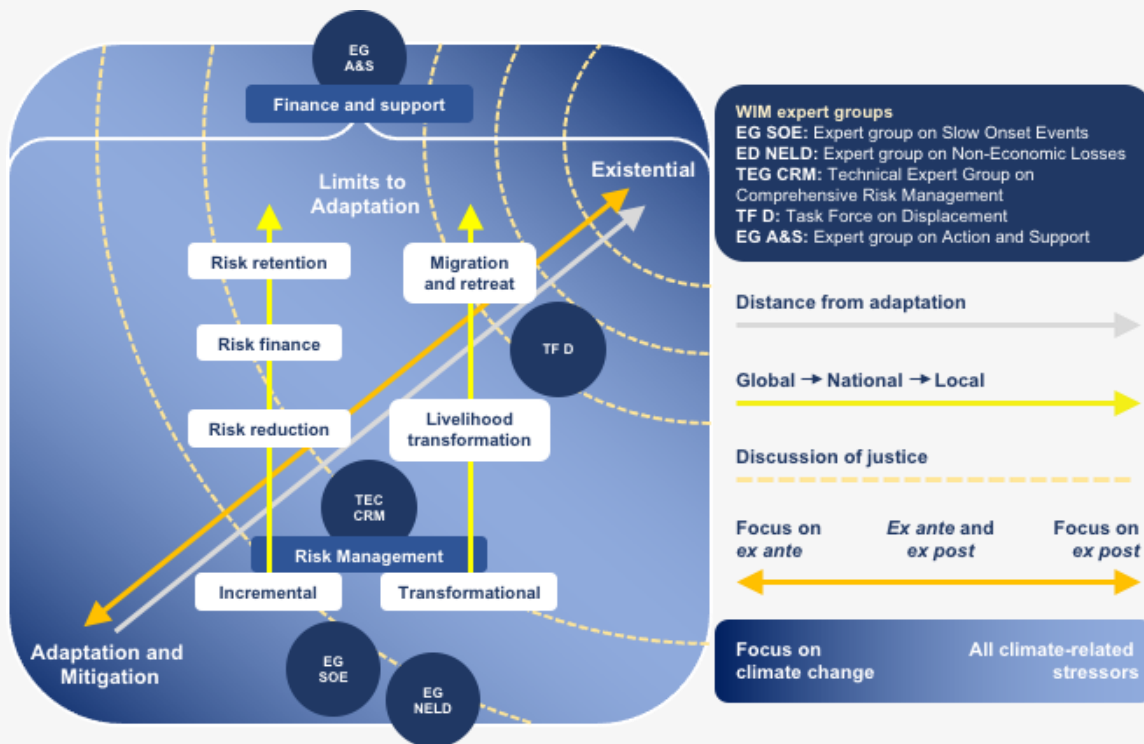 EG
A&S
Finance and support
Limits to
Adaptation
Existential
Risk retention
Migration
and retreat
Risk finance
TF D
Risk reduction
Livelihood
transformation
TEC
CRM
Risk Management
Incremental
Transformational
Adaptation and
Mitigation
EG
SOE
EG
NELD
WIM expert groups
EG SOE: Expert group on Slow Onset Events
ED NELD: Expert group on Non-Economic Losses
TEG CRM: Technical Expert Group on
Comprehensive Risk Management
TF D: Task Force on Displacement
EG A&S: Expert group on Action and Support
Distance from adaptation
Global → National → Local
Discussion of justice
Focus on
ex ante
Ex ante and
ex post
Focus on
ex post
Focus on
climate change
All climate-related
stressors